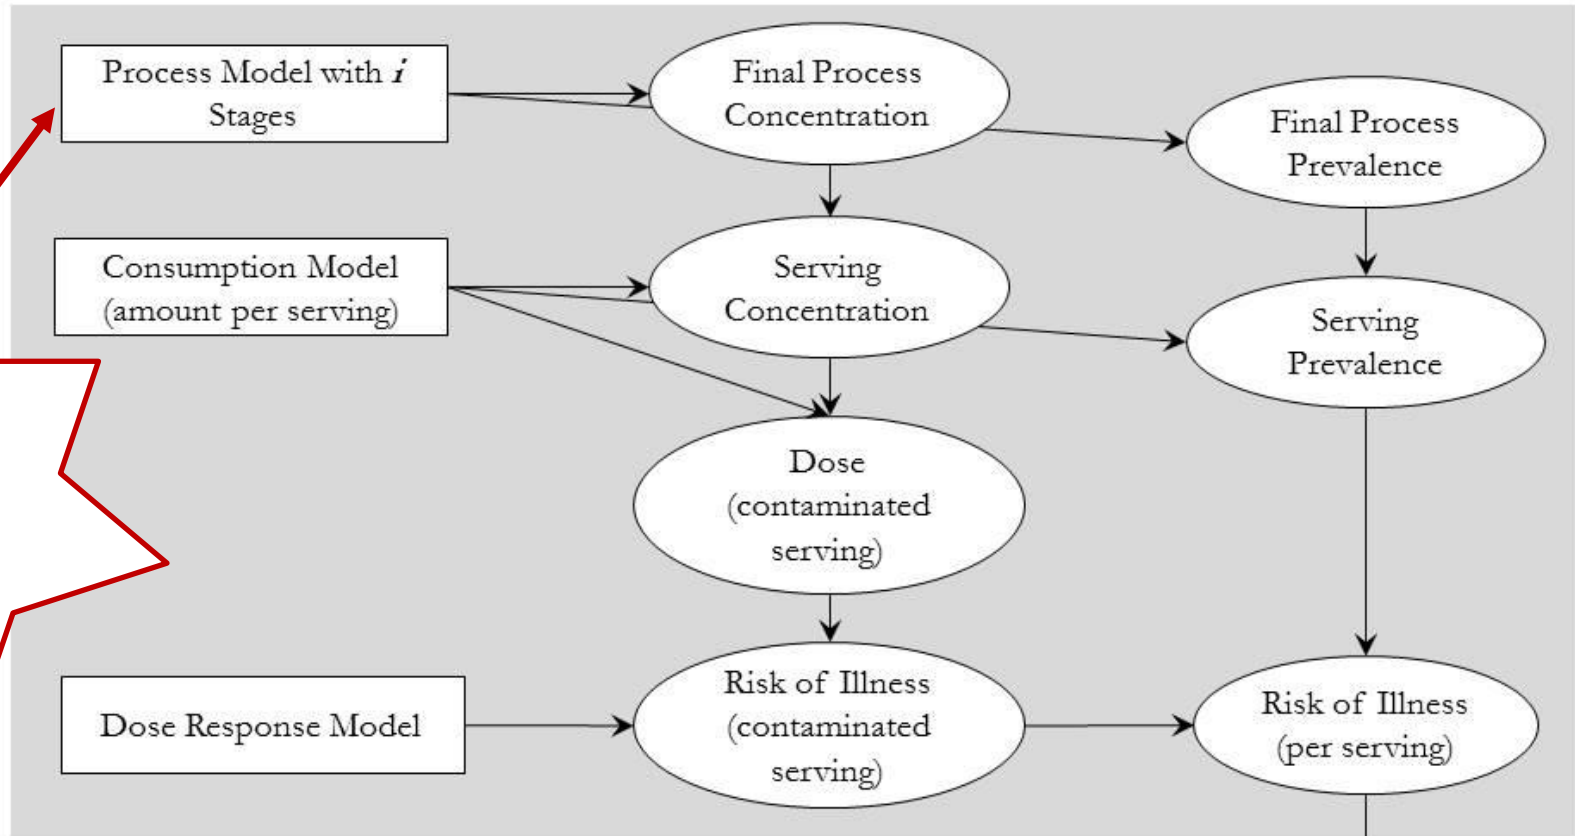 Process Model with i
Stages
Final Process
Concentration
Final Process
Prevalence
Consumption Model
(amount per serving)
Serving
Concentration
Serving
Prevalence
Dose
(contaminated
serving)
Dose Response Model
Risk of Illness
(contaminated
serving)
Risk of Illness
(per serving)